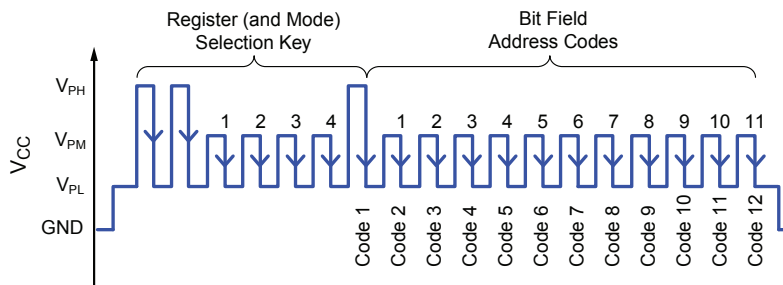 Register (and Mode)
Selection Key
Bit Field
Address Codes
VCC
VPH
VPM
VPL
GND
1 2 3 4
1 2 3 4 5 6 7 8 9 10 11
Code 1
Code 2
Code 3
Code 4
Code 5
Code 6
Code 7
Code 8
Code 9
Code 10
Code 11
Code 12